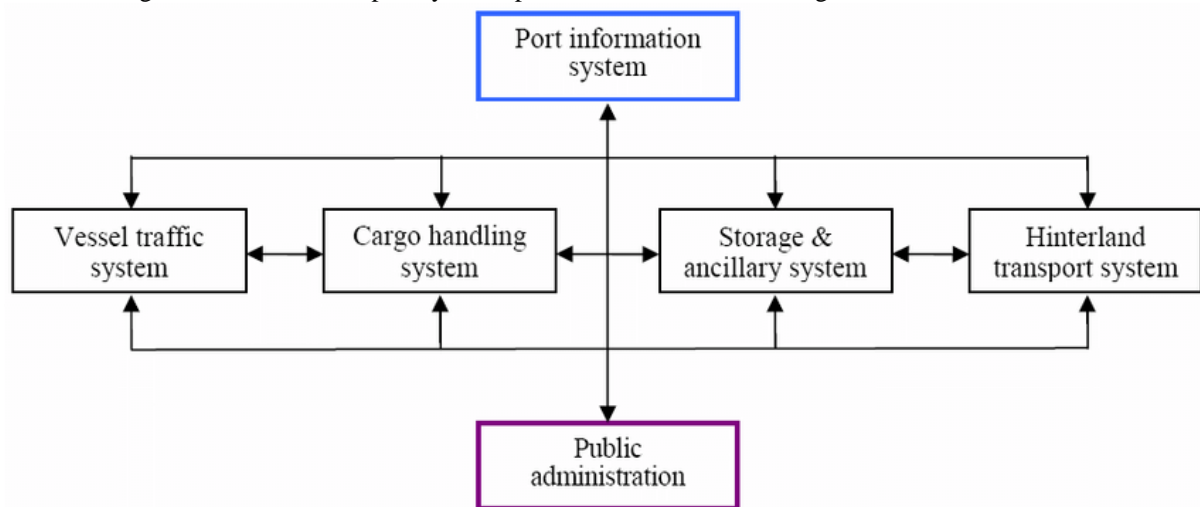 Port information
system
Vessel traffic
system
Cargo handling
system
Storage &
ancillary system
Hinterland
transport system
Public
administration